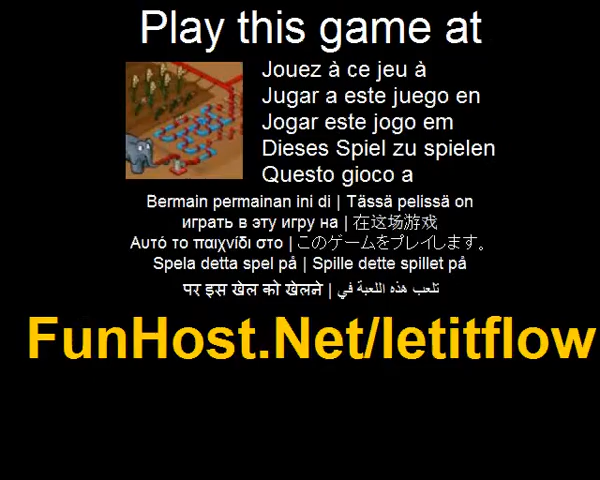 Play this game at
Jouez à ce jeu à
Jugar a este juego en
Jogar este jogo em
Dieses Spiel zu spielen
Questo gioco a
Bermain permainan ini di | Tässä pelissä on
играть в эту игру на | 在这场游戏
Αυτό το παιχνίδι στο | このゲームをプレイします。
Spela detta spel på | Spille dette spillet på
पर इस खेल को खेलने | تلعب هذه اللعبة في
FunHost.Net/letitflow